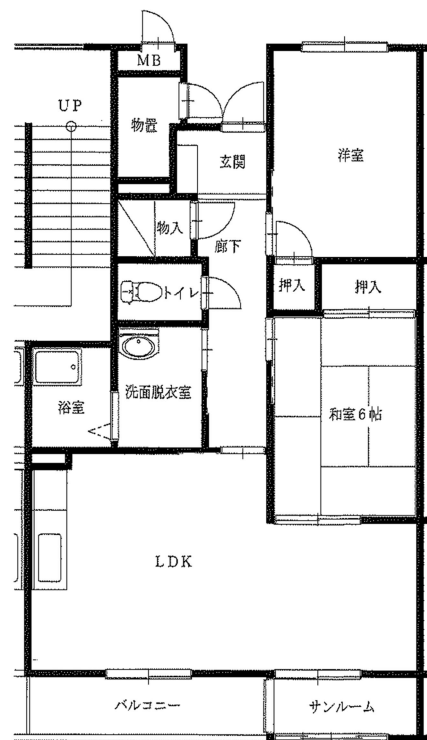 MB
UP
物置
玄関
洋室
物入
廊下
押入
押入
トイレ
浴室
洗面脱衣室
和室6帖
LDK
バルコニー
サンルーム